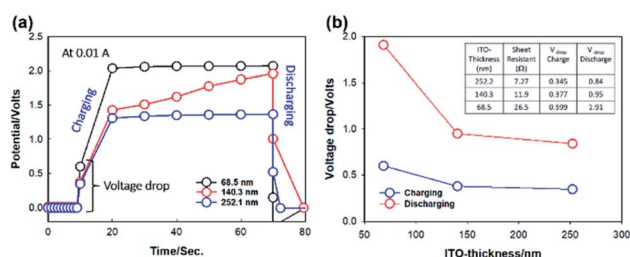 (a)
At 0.01 A
Charging
Discharging
Voltage drop
68.5 nm
140.3 nm
252.1 nm
Potential/Volts
2.5
2.0
1.5
1.0
0.5
0.0
0
20
40
60
80
Time/Sec.
(b)
ITO-Thickness (nm) Sheet Resistant (Ω) V drop Charge V drop Discharge
252.2 7.27 0.345 0.84
140.3 11.9 0.377 0.95
68.5 26.5 0.599 1.91
Charging
Discharging
Voltage drop/Volts
2.0
1.5
1.0
0.5
0.0
50
100
150
200
250
300
ITO-thickness/nm